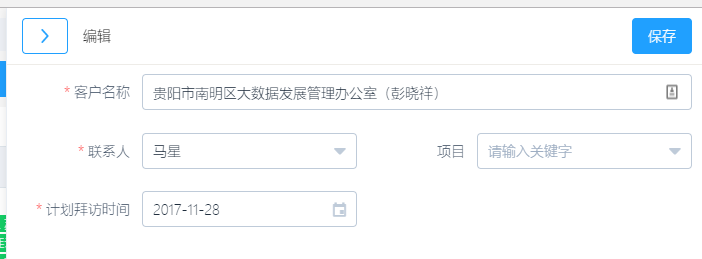 编辑
保存
* 客户名称 贵阳市南明区大数据发展管理办公室（彭晓祥）
* 联系人 马星 项目 请输入关键字
* 计划拜访时间 2017-11-28